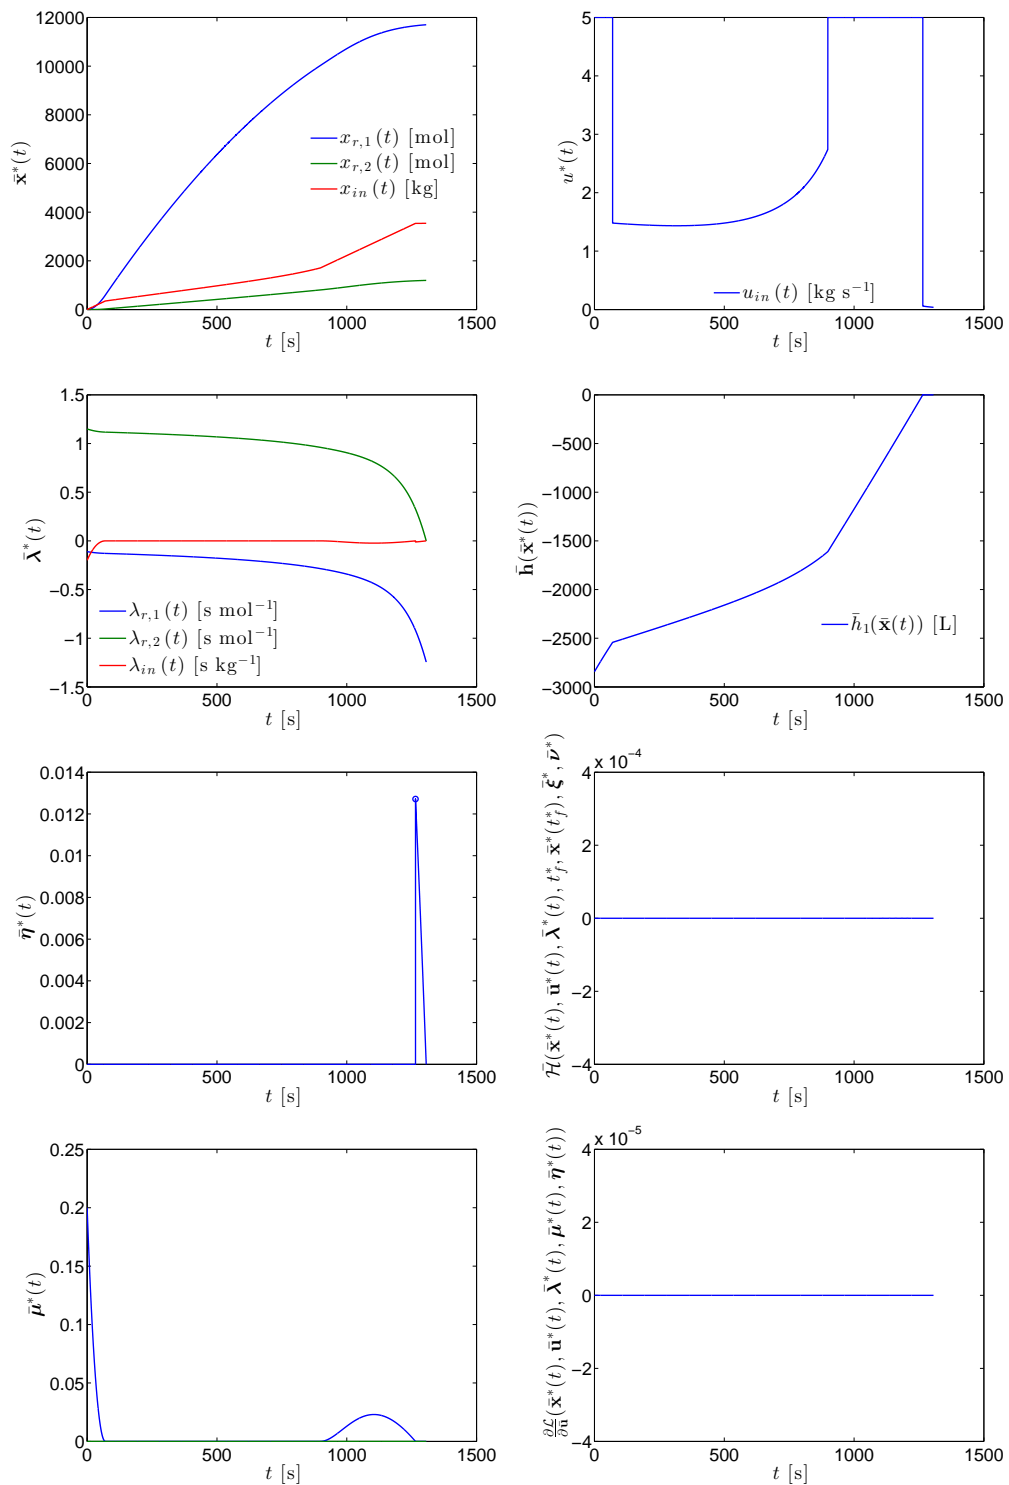 12000
10000
8000
6000
4000
2000
0
x̄*(t)
x_{r,1}(t) [mol]
x_{r,2}(t) [mol]
x_{in}(t) [kg]
0 500 1000 1500
t [s]
5
4
3
2
1
0
u*(t)
u_{in}(t) [kg s⁻¹]
0 500 1000 1500
t [s]
1.5
1
0.5
0
−0.5
−1
−1.5
λ̄*(t)
λ_{r,1}(t) [s mol⁻¹]
λ_{r,2}(t) [s mol⁻¹]
λ_{in}(t) [s kg⁻¹]
0 500 1000 1500
t [s]
0
−500
−1000
−1500
−2000
−2500
−3000
h̄(x̄*(t))
h̄₁(x̄(t)) [L]
0 500 1000 1500
t [s]
0.014
0.012
0.01
0.008
0.006
0.004
0.002
0
η̄*(t)
0 500 1000 1500
t [s]
4 x 10⁻⁴
2
0
−2
−4
ℋ̄(x̄*(t), ū*(t), λ̄*(t), t*_f, x̄*(t*_f), ξ̄*, ν̄*)
0 500 1000 1500
t [s]
0.25
0.2
0.15
0.1
0.05
0
μ̄*(t)
0 500 1000 1500
t [s]
4 x 10⁻⁵
2
0
−2
−4
∂ℒ̄/∂ū(x̄*(t), ū*(t), λ̄*(t), μ̄*(t), η̄*(t))
0 500 1000 1500
t [s]